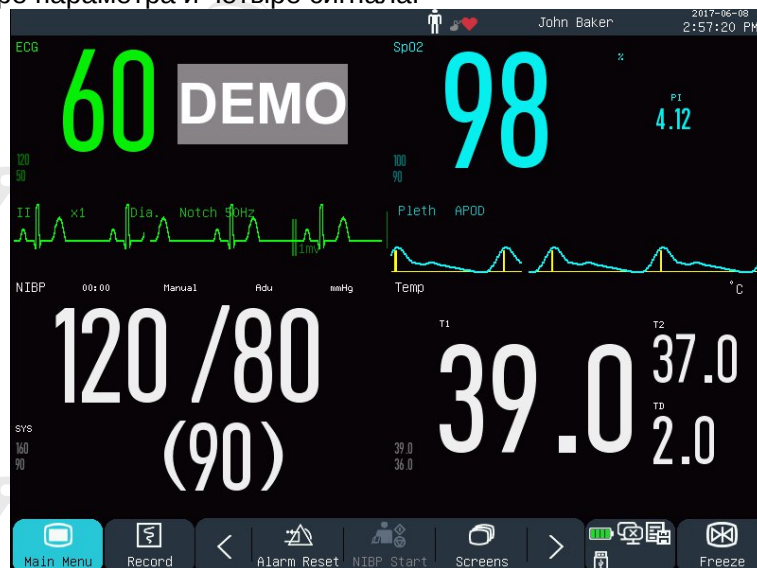 параметра и четыре сигнала.
John Baker
2017-06-08
2:57:20 PM
ECG
60
DEMO
120
50
SpO2
%
98
PI
4.12
100
90
II x1 Dia. Notch 50Hz
1mV
Pleth APOD
NIBP 00:00 Manual Adu mmHg
120 /80
(90)
SYS
160
90
Temp °C
T1
39.0
T2
37.0
TD
2.0
39.0
36.0
Main Menu
Record
Alarm Reset
NIBP Start
Screens
Freeze